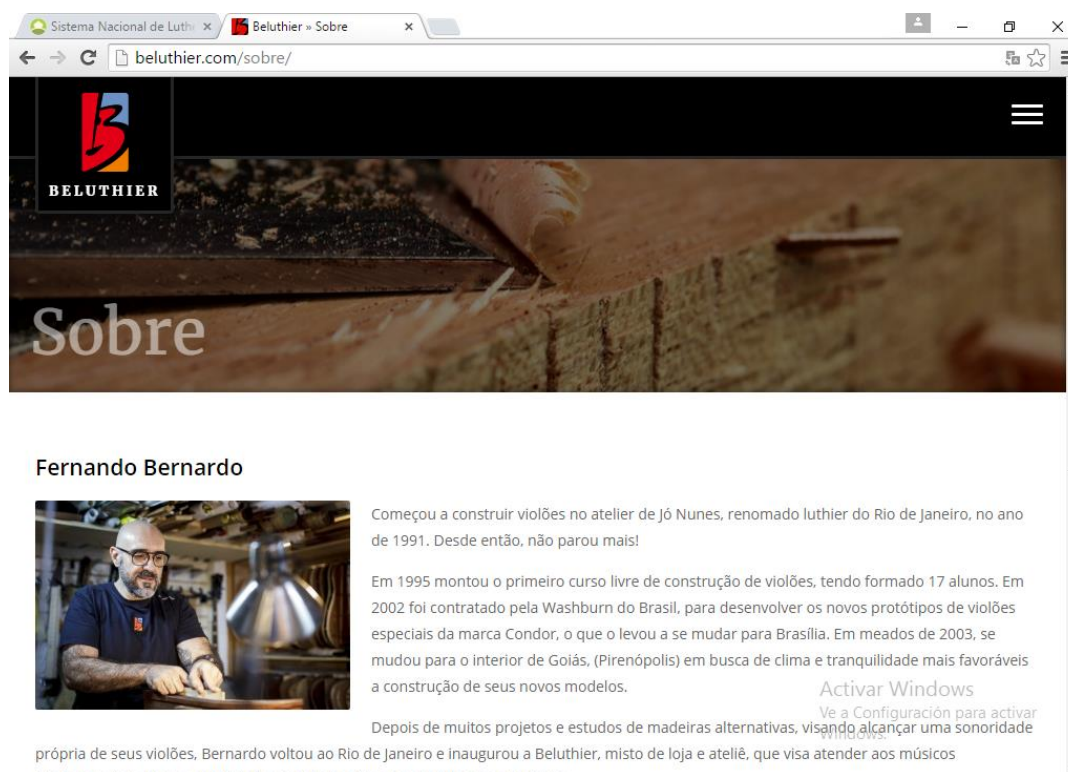 Sistema Nacional de Luth
Beluthier » Sobre
beluthier.com/sobre/
BELUTHIER
Sobre
Fernando Bernardo
Começou a construir violões no atelier de Jó Nunes, renomado luthier do Rio de Janeiro, no ano
de 1991. Desde então, não parou mais!
Em 1995 montou o primeiro curso livre de construção de violões, tendo formado 17 alunos. Em
2002 foi contratado pela Washburn do Brasil, para desenvolver os novos protótipos de violões
especiais da marca Condor, o que o levou a se mudar para Brasília. Em meados de 2003, se
mudou para o interior de Goiás, (Pirenópolis) em busca de clima e tranquilidade mais favoráveis
a construção de seus novos modelos.
Activar Windows
Ve a Configuración para activar
Windows.
Depois de muitos projetos e estudos de madeiras alternativas, visando alcançar uma sonoridade
própria de seus violões, Bernardo voltou ao Rio de Janeiro e inaugurou a Beluthier, misto de loja e ateliê, que visa atender aos músicos